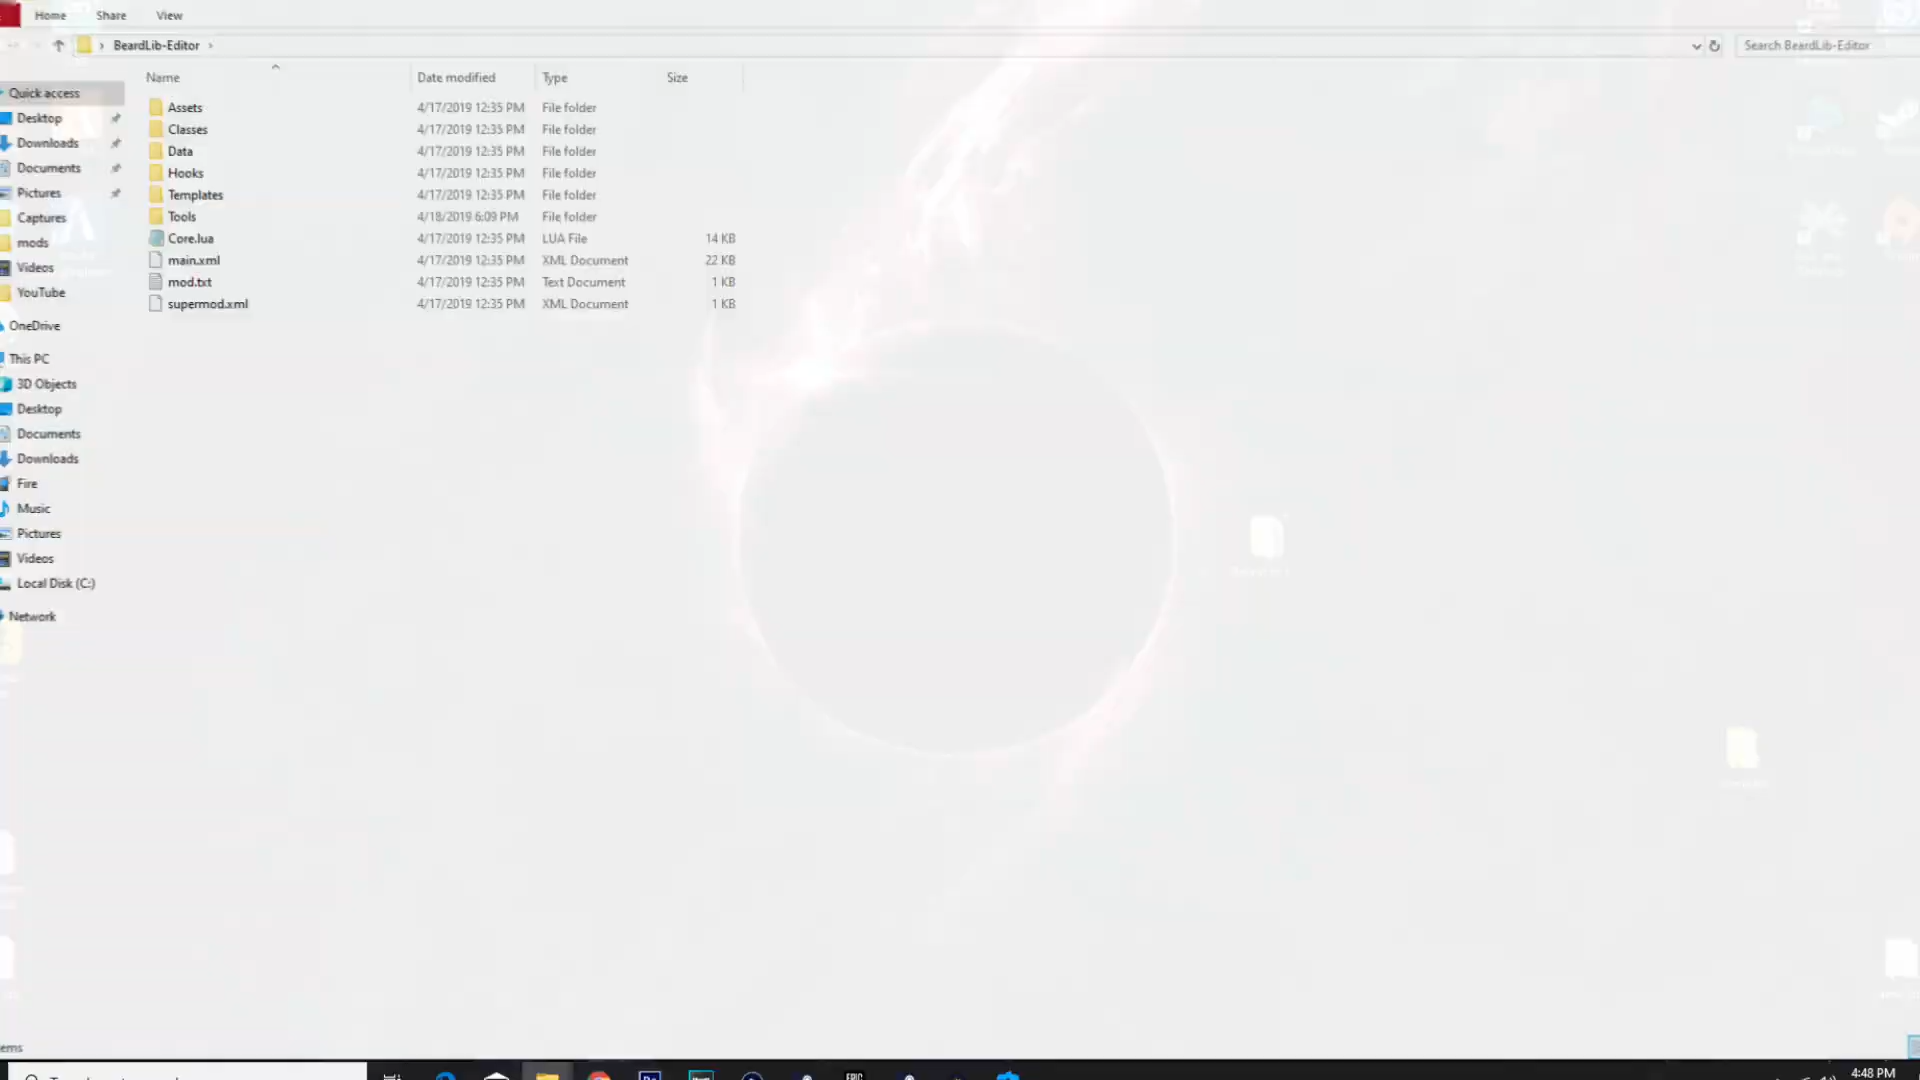 Home Share View
BeardLib-Editor
Search BeardLib-Editor
Name Date modified Type Size
Quick access
Desktop
Downloads
Documents
Pictures
Captures
mods
Videos
YouTube
OneDrive
This PC
3D Objects
Desktop
Documents
Downloads
Fire
Music
Pictures
Videos
Local Disk (C:)
Network
Assets 4/17/2019 12:35 PM File folder
Classes 4/17/2019 12:35 PM File folder
Data 4/17/2019 12:35 PM File folder
Hooks 4/17/2019 12:35 PM File folder
Templates 4/17/2019 12:35 PM File folder
Tools 4/18/2019 6:09 PM File folder
Core.lua 4/17/2019 12:35 PM LUA File 14 KB
main.xml 4/17/2019 12:35 PM XML Document 22 KB
mod.txt 4/17/2019 12:35 PM Text Document 1 KB
supermod.xml 4/17/2019 12:35 PM XML Document 1 KB
ems
EPIC
4:48 PM